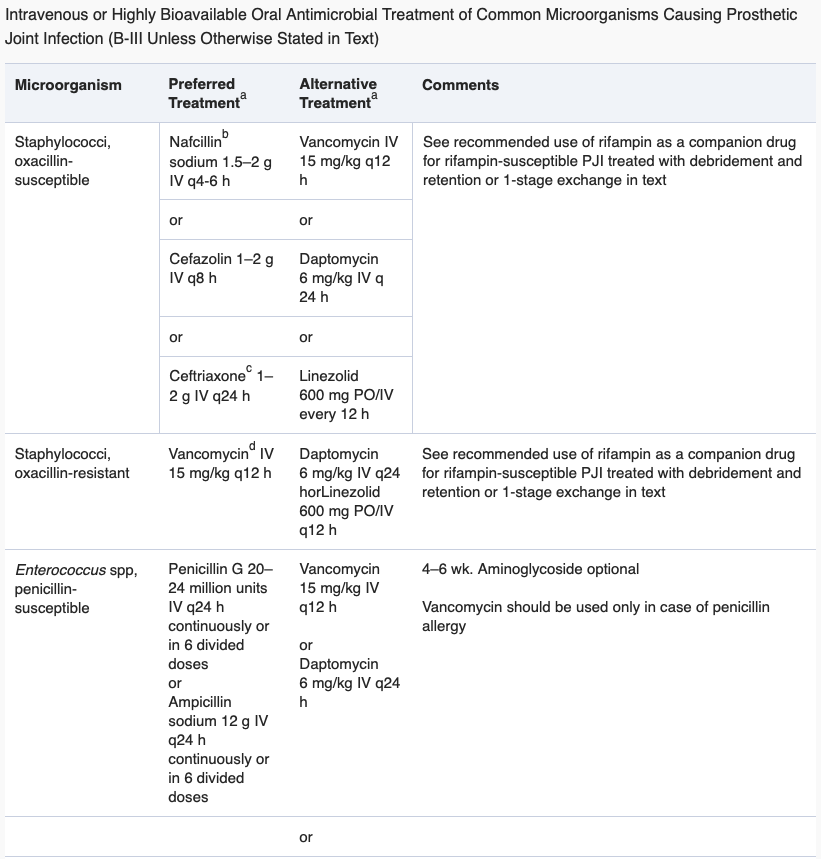 Intravenous or Highly Bioavailable Oral Antimicrobial Treatment of Common Microorganisms Causing Prosthetic
Joint Infection (B-III Unless Otherwise Stated in Text)
Microorganism
Preferred
Treatmenta
Alternative
Treatmenta
Comments
Staphylococci,
oxacillin-
susceptible
Nafcillinb
sodium 1.5–2 g
IV q4-6 h
Vancomycin IV
15 mg/kg q12
h
See recommended use of rifampin as a companion drug
for rifampin-susceptible PJI treated with debridement and
retention or 1-stage exchange in text
or
or
Cefazolin 1–2 g
IV q8 h
Daptomycin
6 mg/kg IV q
24 h
or
or
Ceftriaxonec 1–
2 g IV q24 h
Linezolid
600 mg PO/IV
every 12 h
Staphylococci,
oxacillin-resistant
Vancomycind IV
15 mg/kg q12 h
Daptomycin
6 mg/kg IV q24
horLinezolid
600 mg PO/IV
q12 h
See recommended use of rifampin as a companion drug
for rifampin-susceptible PJI treated with debridement and
retention or 1-stage exchange in text
Enterococcus spp,
penicillin-
susceptible
Penicillin G 20–
24 million units
IV q24 h
continuously or
in 6 divided
doses
or
Ampicillin
sodium 12 g IV
q24 h
continuously or
in 6 divided
doses
Vancomycin
15 mg/kg IV
q12 h
or
Daptomycin
6 mg/kg IV q24
h
4–6 wk. Aminoglycoside optional
Vancomycin should be used only in case of penicillin
allergy
or